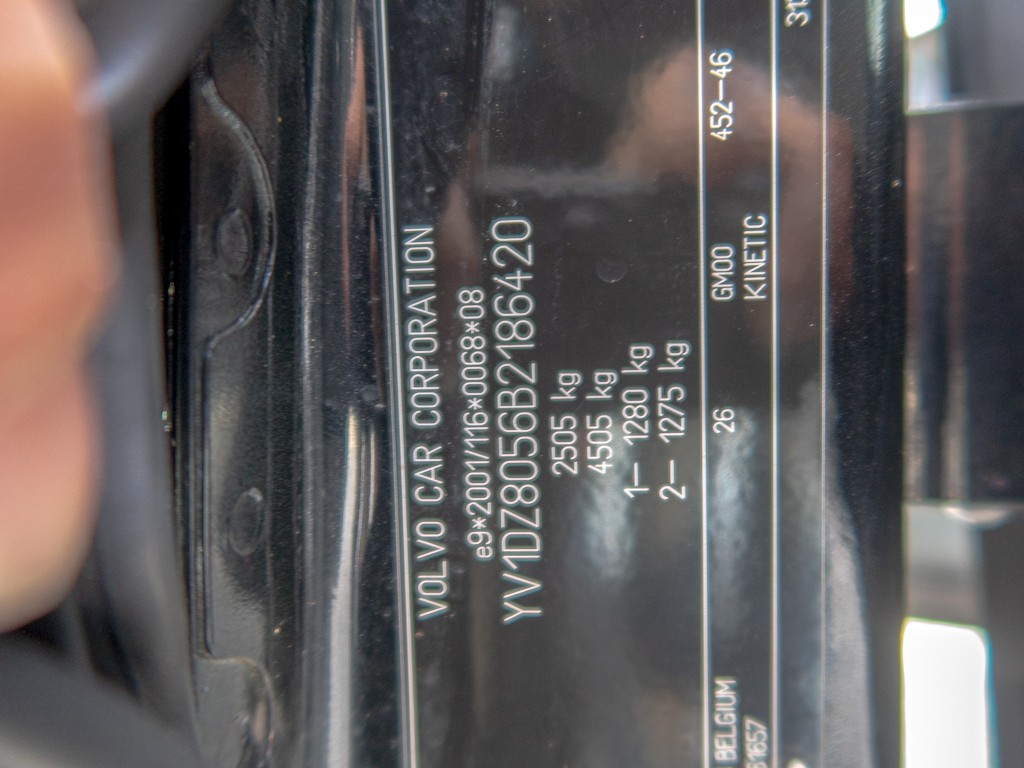 VOLVO CAR CORPORATION
e9*2001/116*0068*08
YV1DZ8056B2186420
2505 kg
4505 kg
1— 1280 kg
2— 1275 kg
BELGIUM 26 GM00 452—46
KINETIC